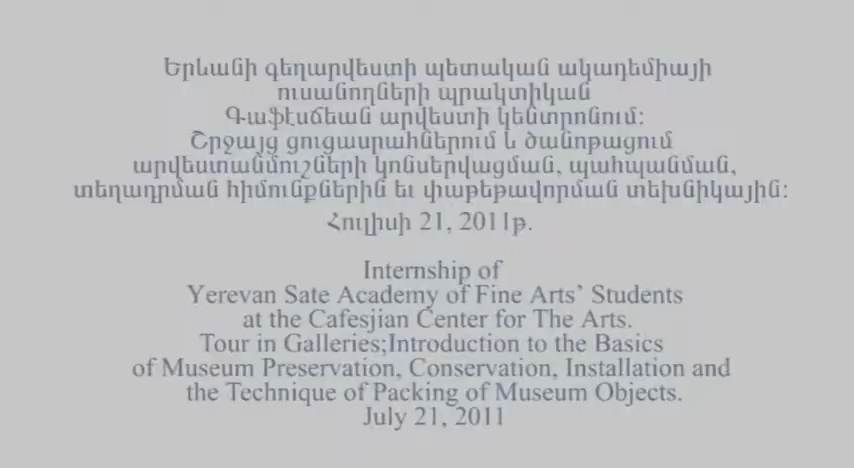 Երևանի գեղարվեստի պետական ակադեմիայի
ուսանողների պրակտիկան
Գաֆէսճեան արվեստի կենտրոնում:
Շրջայց ցուցասրահներում և ծանոթացում
արվեստանմուշների կոնսերվացման, պահպանման,
տեղադրման հիմունքներին եւ փաթեթավորման տեխնիկային:
Հուլիսի 21, 2011թ.
Internship of
Yerevan Sate Academy of Fine Arts’ Students
at the Cafesjian Center for The Arts.
Tour in Galleries;Introduction to the Basics
of Museum Preservation, Conservation, Installation and
the Technique of Packing of Museum Objects.
July 21, 2011